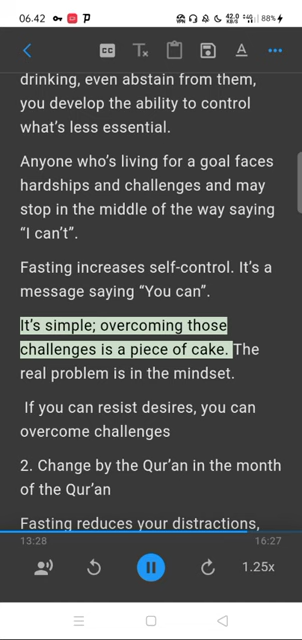 06.42
42.0
KB/S
88%
CC
drinking, even abstain from them,
you develop the ability to control
what's less essential.
Anyone who's living for a goal faces
hardships and challenges and may
stop in the middle of the way saying
“I can't”.
Fasting increases self-control. It's a
message saying “You can”.
It's simple; overcoming those
challenges is a piece of cake. The
real problem is in the mindset.
If you can resist desires, you can
overcome challenges
2. Change by the Qur'an in the month
of the Qur'an
Fasting reduces your distractions,
13:28
16:27
1.25x